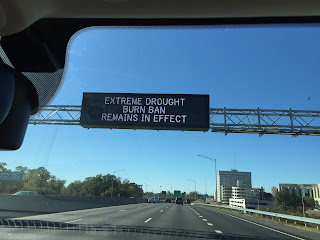 EXTREME DROUGHT
BURN BAN
REMAINS IN EFFECT